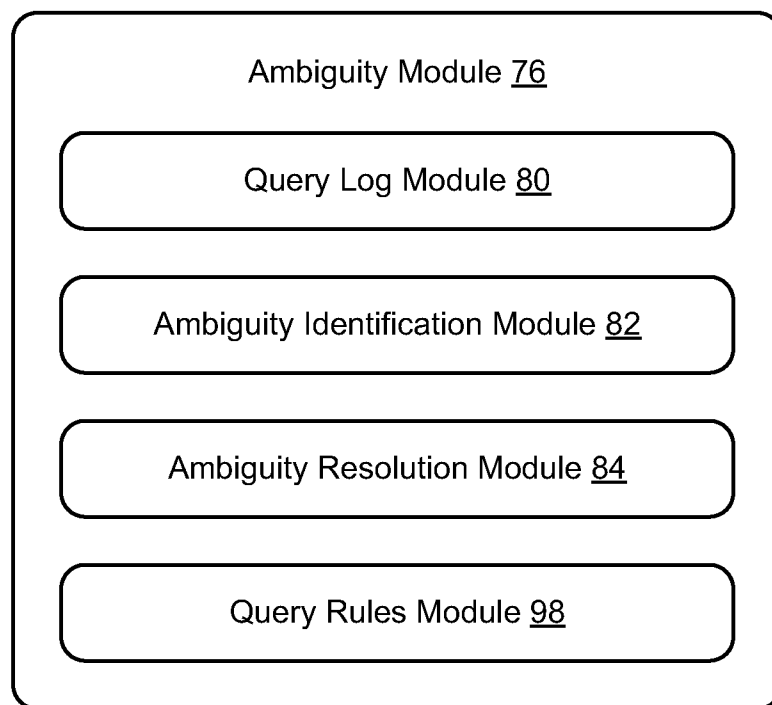 Ambiguity Module 76
Query Log Module 80
Ambiguity Identification Module 82
Ambiguity Resolution Module 84
Query Rules Module 98